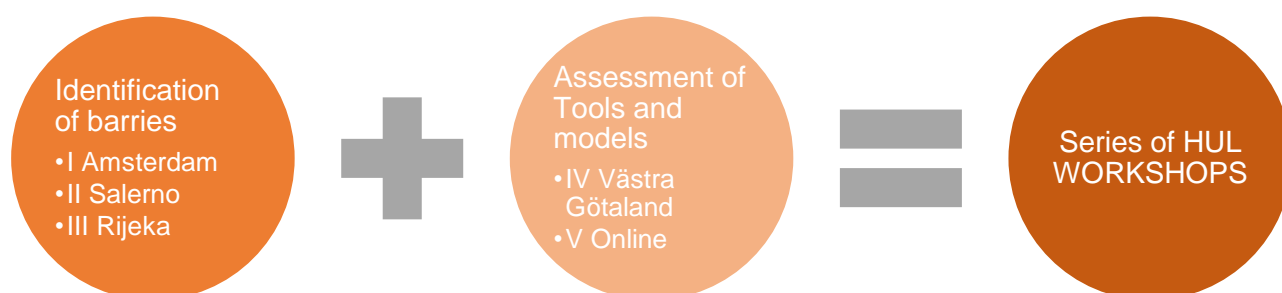 Identification
of barries
•I Amsterdam
•II Salerno
•III Rijeka
Assessment of
Tools and
models
•IV Västra
Götaland
•V Online
Series of HUL
WORKSHOPS